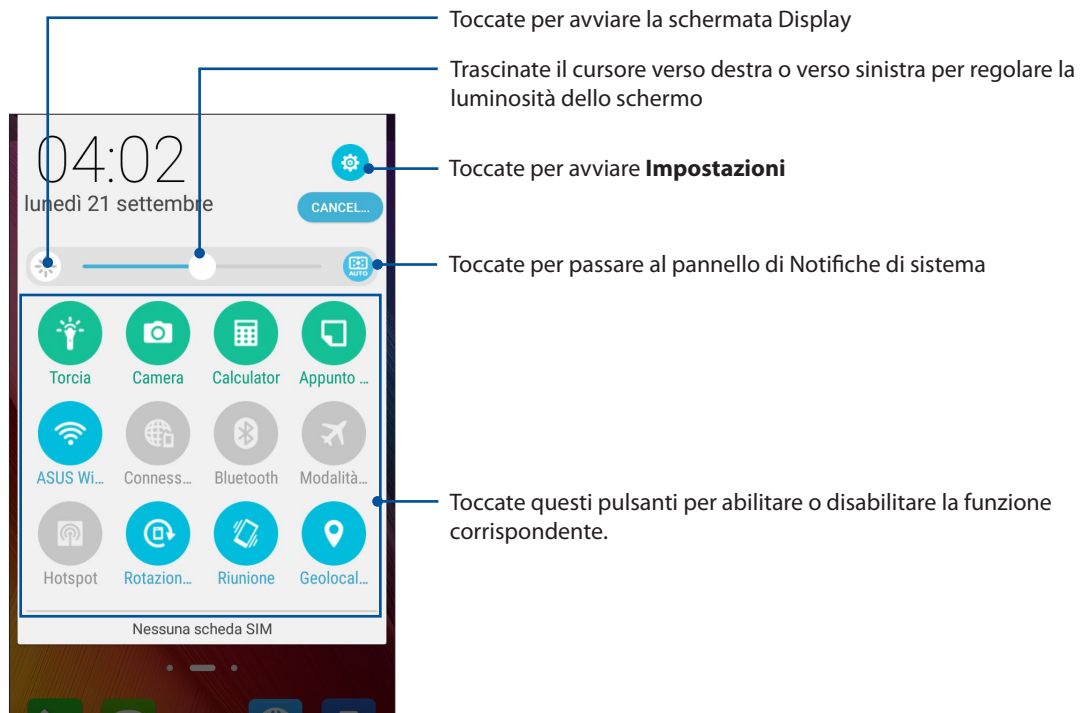 Toccate per avviare la schermata Display
Trascinate il cursore verso destra o verso sinistra per regolare la
luminosità dello schermo
04:02
lunedì 21 settembre
CANCEL...
Toccate per avviare Impostazioni
AUTO
Toccate per passare al pannello di Notifiche di sistema
Torcia
Camera
Calculator
Appunto ...
ASUS Wi...
Conness...
Bluetooth
Modalità...
Toccate questi pulsanti per abilitare o disabilitare la funzione
corrispondente.
Hotspot
Rotazion...
Riunione
Geolocal...
Nessuna scheda SIM